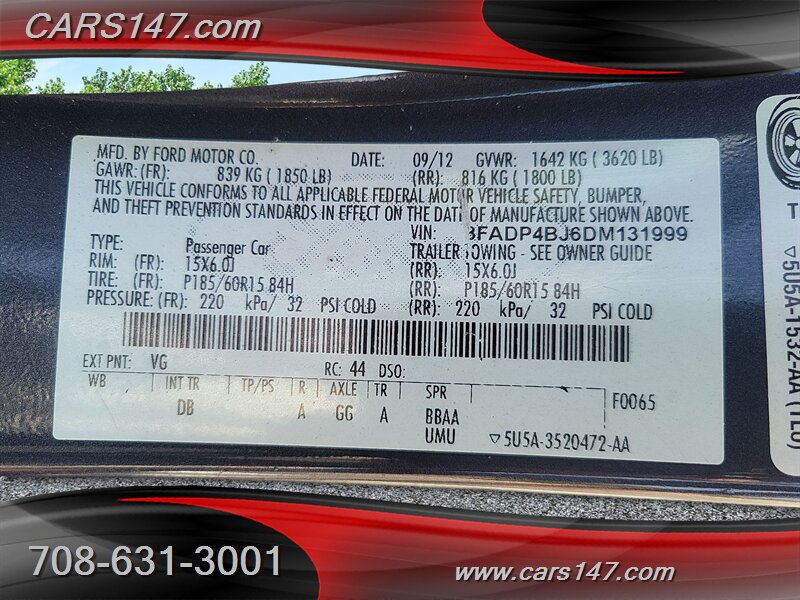 CARS147.com
MFD. BY FORD MOTOR CO. DATE: 09/12 GVWR: 1642 KG ( 3620 LB)
GAWR: (FR): 839 KG ( 1850 LB) (RR): 816 KG ( 1800 LB)
THIS VEHICLE CONFORMS TO ALL APPLICABLE FEDERAL MOTOR VEHICLE SAFETY, BUMPER,
AND THEFT PREVENTION STANDARDS IN EFFECT ON THE DATE OF MANUFACTURE SHOWN ABOVE.
VIN: 3FADP4BJ6DM131999
TYPE: Passenger Car TRAILER TOWING - SEE OWNER GUIDE
RIM: (FR): 15X6.0J (RR): 15X6.0J
TIRE: (FR): P185/60R15 84H (RR): P185/60R15 84H
PRESSURE: (FR): 220 kPa/ 32 PSI COLD (RR): 220 kPa/ 32 PSI COLD
EXT PNT: VG RC: 44 DSO:
WB INT TR TP/PS R AXLE TR SPR F0065
DB A GG A BBAA
UMU ▽5U5A-3520472-AA
▽5U5A-1532-AA (TLU)
708-631-3001
www.cars147.com